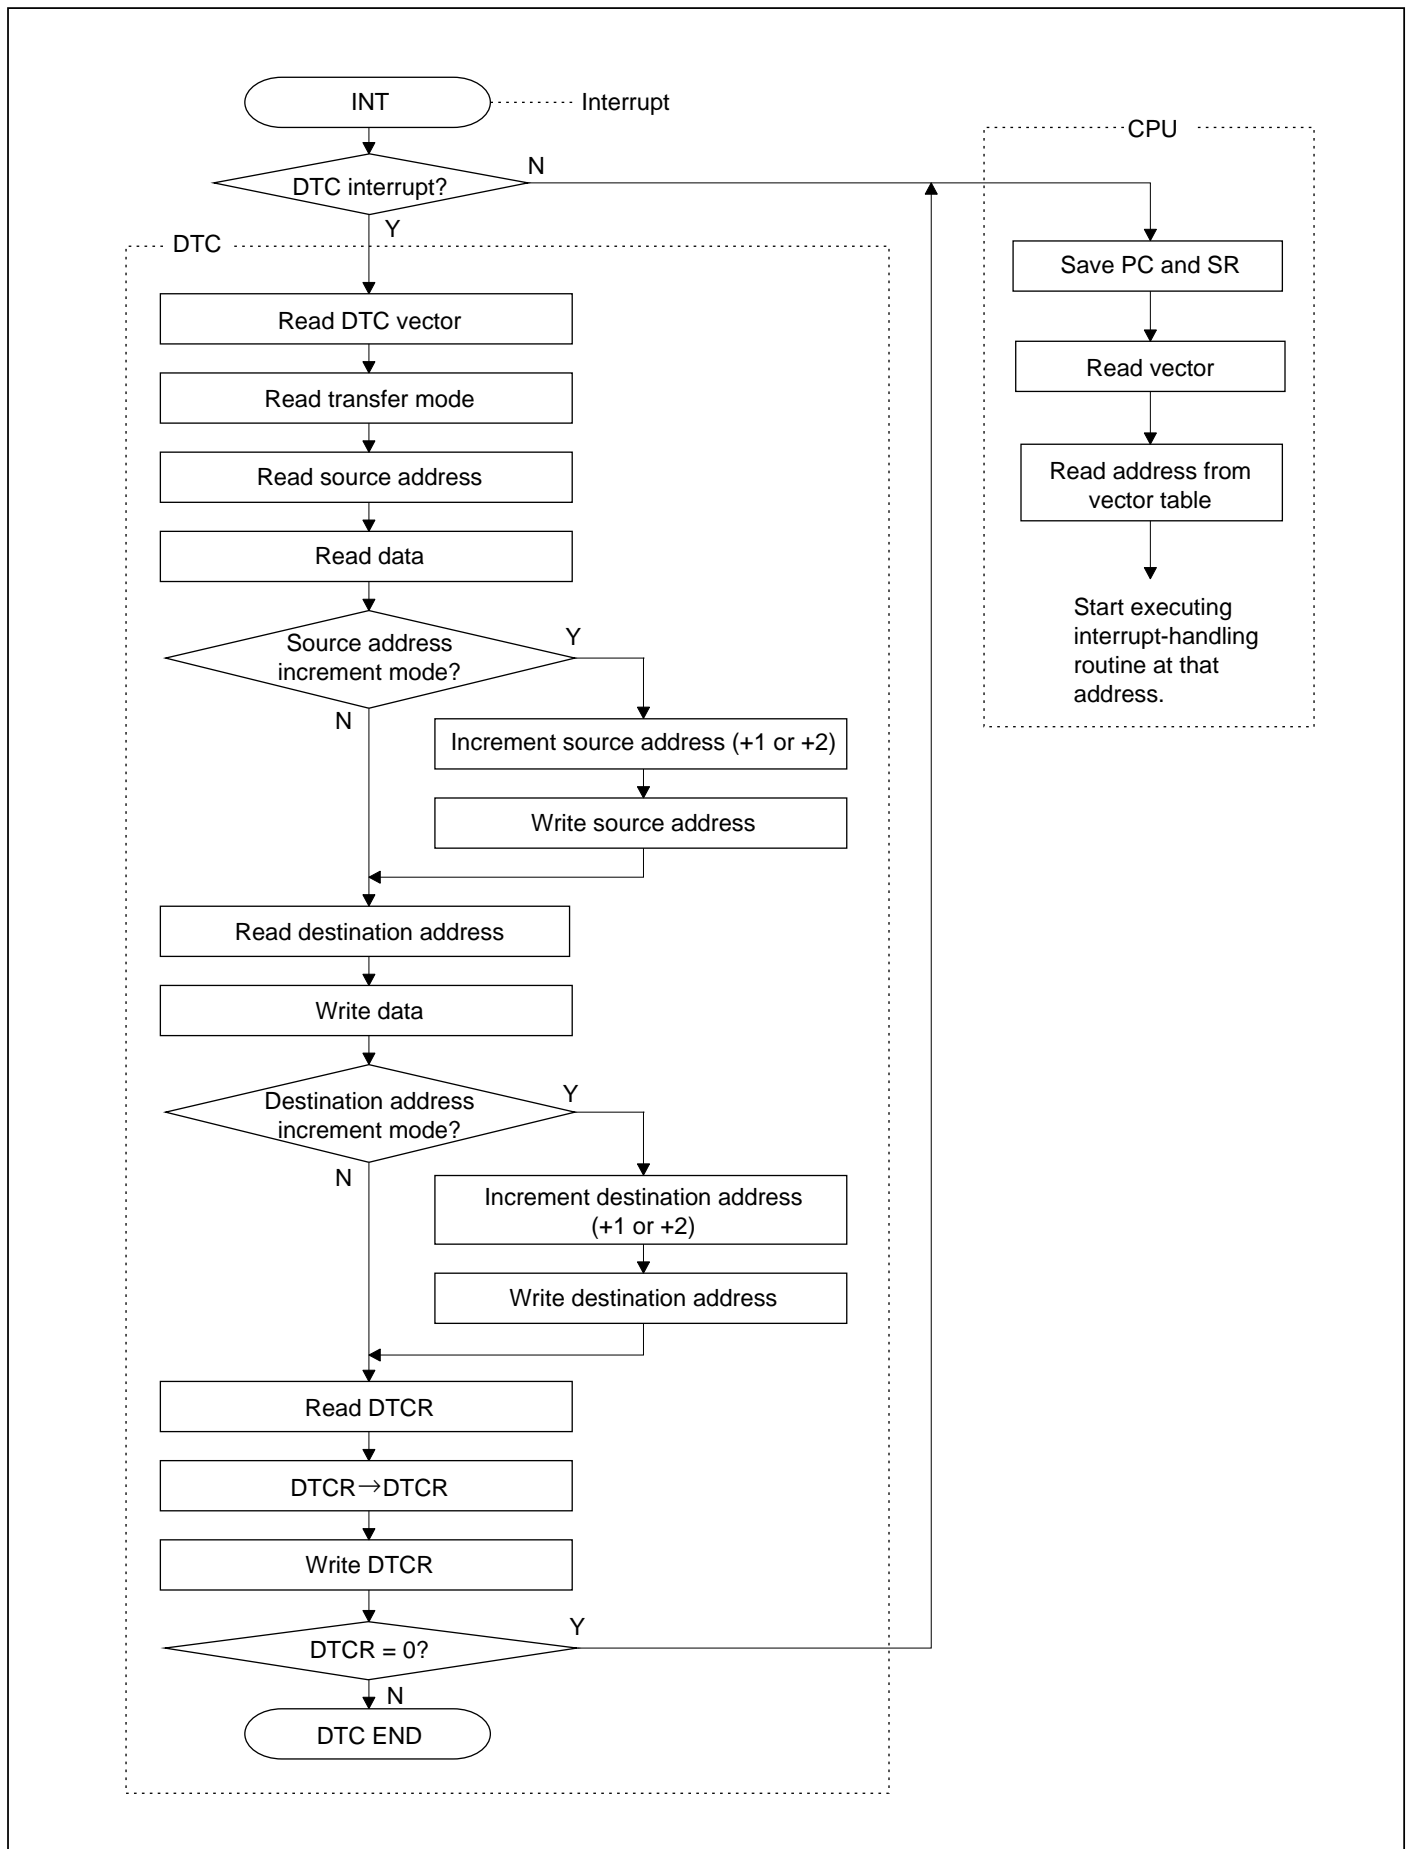 INT
Interrupt
DTC interrupt?
N
Y
CPU
Save PC and SR
Read vector
Read address from
vector table
Start executing
interrupt-handling
routine at that
address.
DTC
Read DTC vector
Read transfer mode
Read source address
Read data
Source address
increment mode?
Y
N
Increment source address (+1 or +2)
Write source address
Read destination address
Write data
Destination address
increment mode?
Y
N
Increment destination address
(+1 or +2)
Write destination address
Read DTCR
DTCR→DTCR
Write DTCR
DTCR = 0?
Y
N
DTC END